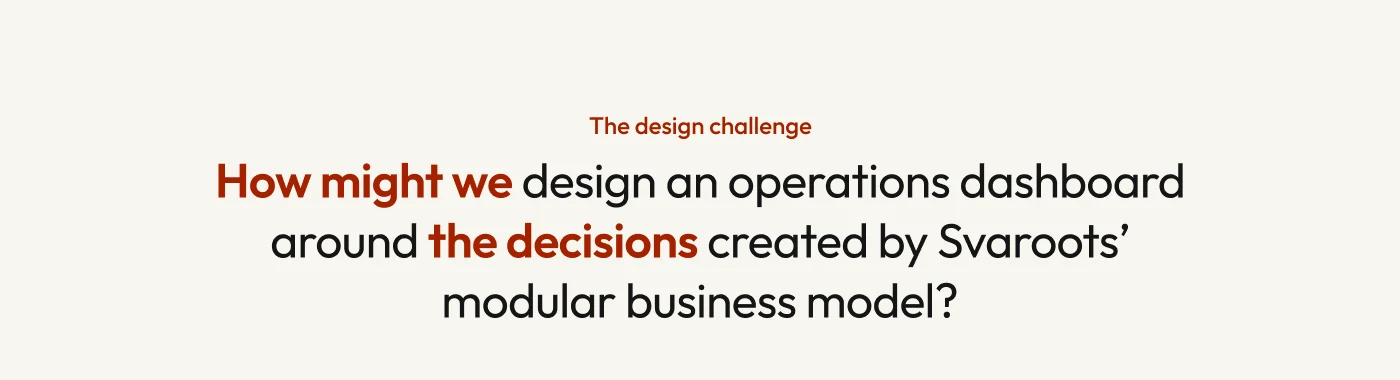 The design challenge
How might we design an operations dashboard
around the decisions created by Svaroots’
modular business model?